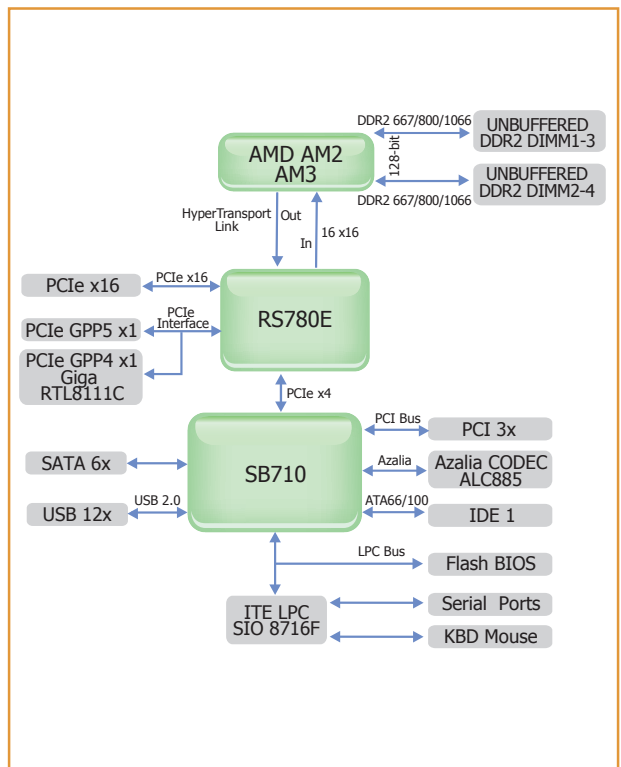 DDR2 667/800/1066
UNBUFFERED
DDR2 DIMM1-3
AMD AM2
AM3
128-bit
UNBUFFERED
DDR2 DIMM2-4
DDR2 667/800/1066
HyperTransport
Link
Out
In
16 x16
PCIe x16
PCIe x16
RS780E
PCIe
Interface
PCIe GPP5 x1
PCIe GPP4 x1
Giga
RTL8111C
PCIe x4
SB710
PCI Bus
PCI 3x
SATA 6x
Azalia
Azalia CODEC
ALC885
USB 2.0
USB 12x
ATA66/100
IDE 1
LPC Bus
Flash BIOS
ITE LPC
SIO 8716F
Serial Ports
KBD Mouse